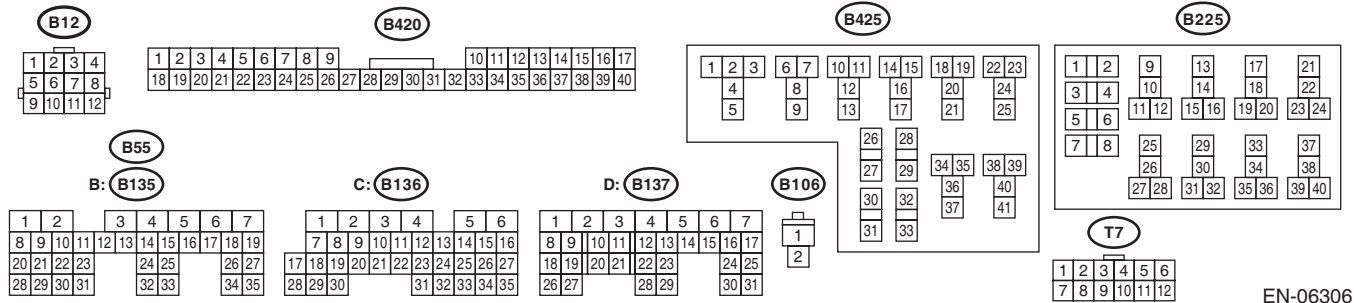 B12
1 2 3 4
5 6 7 8
9 10 11 12
B420
1 2 3 4 5 6 7 8 9 10 11 12 13 14 15 16 17
18 19 20 21 22 23 24 25 26 27 28 29 30 31 32 33 34 35 36 37 38 39 40
B425
1 2 3 6 7 10 11 14 15 18 19 22 23
4 8 12 16 20 24
5 9 13 17 21 25
26 28
27 29 34 35 38 39
36 40
30 32 37 41
31 33
B225
1 2 9 13 17 21
3 4 10 14 18 22
11 12 15 16 19 20 23 24
5 6
7 8 25 29 33 37
26 30 34 38
27 28 31 32 35 36 39 40
B55
B: B135
1 2 3 4 5 6 7
8 9 10 11 12 13 14 15 16 17 18 19
20 21 22 23 24 25 26 27
28 29 30 31 32 33 34 35
C: B136
1 2 3 4 5 6
7 8 9 10 11 12 13 14 15 16
17 18 19 20 21 22 23 24 25 26 27
28 29 30 31 32 33 34 35
D: B137
1 2 3 4 5 6 7
8 9 10 11 12 13 14 15 16 17
18 19 20 21 22 23 24 25
26 27 28 29 30 31
B106
1
2
T7
1 2 3 4 5 6
7 8 9 10 11 12
EN-06306